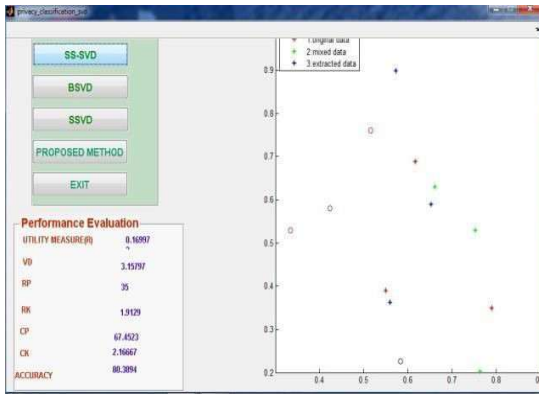 privacy_classification_svd
SS-SVD
BSVD
SSVD
PROPOSED METHOD
EXIT
Performance Evaluation
UTILITY MEASURE(R) 0.16997
2
VD 3.15797
RP 35
RK 1.9129
CP 67.4523
CK 2.16667
ACCURACY 80.3894
1.original data
2 mixed data
3 extracted data
0.9
0.8
0.7
0.6
0.5
0.4
0.3
0.2
0.4 0.5 0.6 0.7 0.8